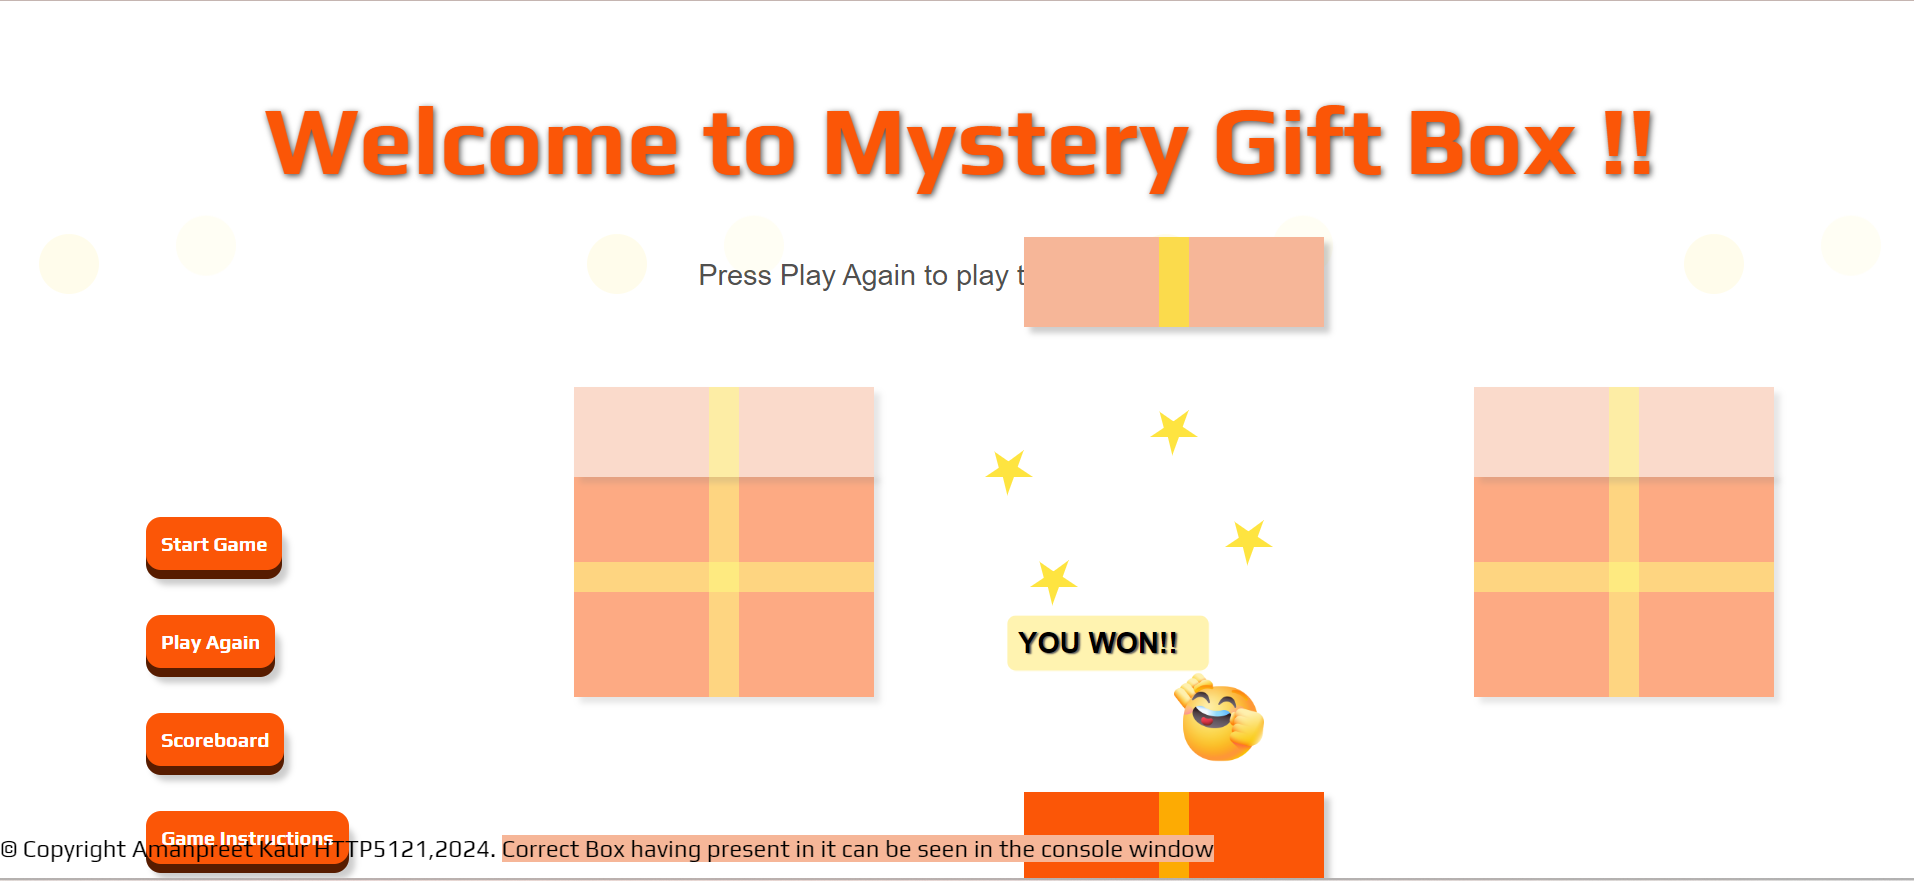 Welcome to Mystery Gift Box !!
Press Play Again to play t
Start Game
Play Again
YOU WON!!
Scoreboard
Game Instructions
© Copyright Amanpreet Kaur HTTP5121,2024. Correct Box having present in it can be seen in the console window